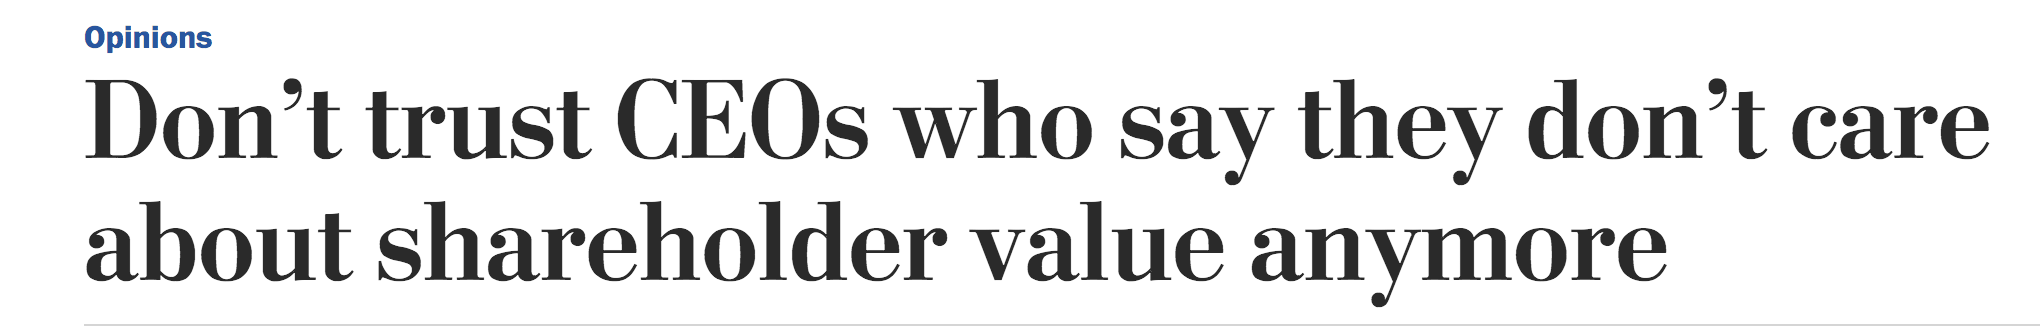 Opinions
Don’t trust CEOs who say they don’t care
about shareholder value anymore